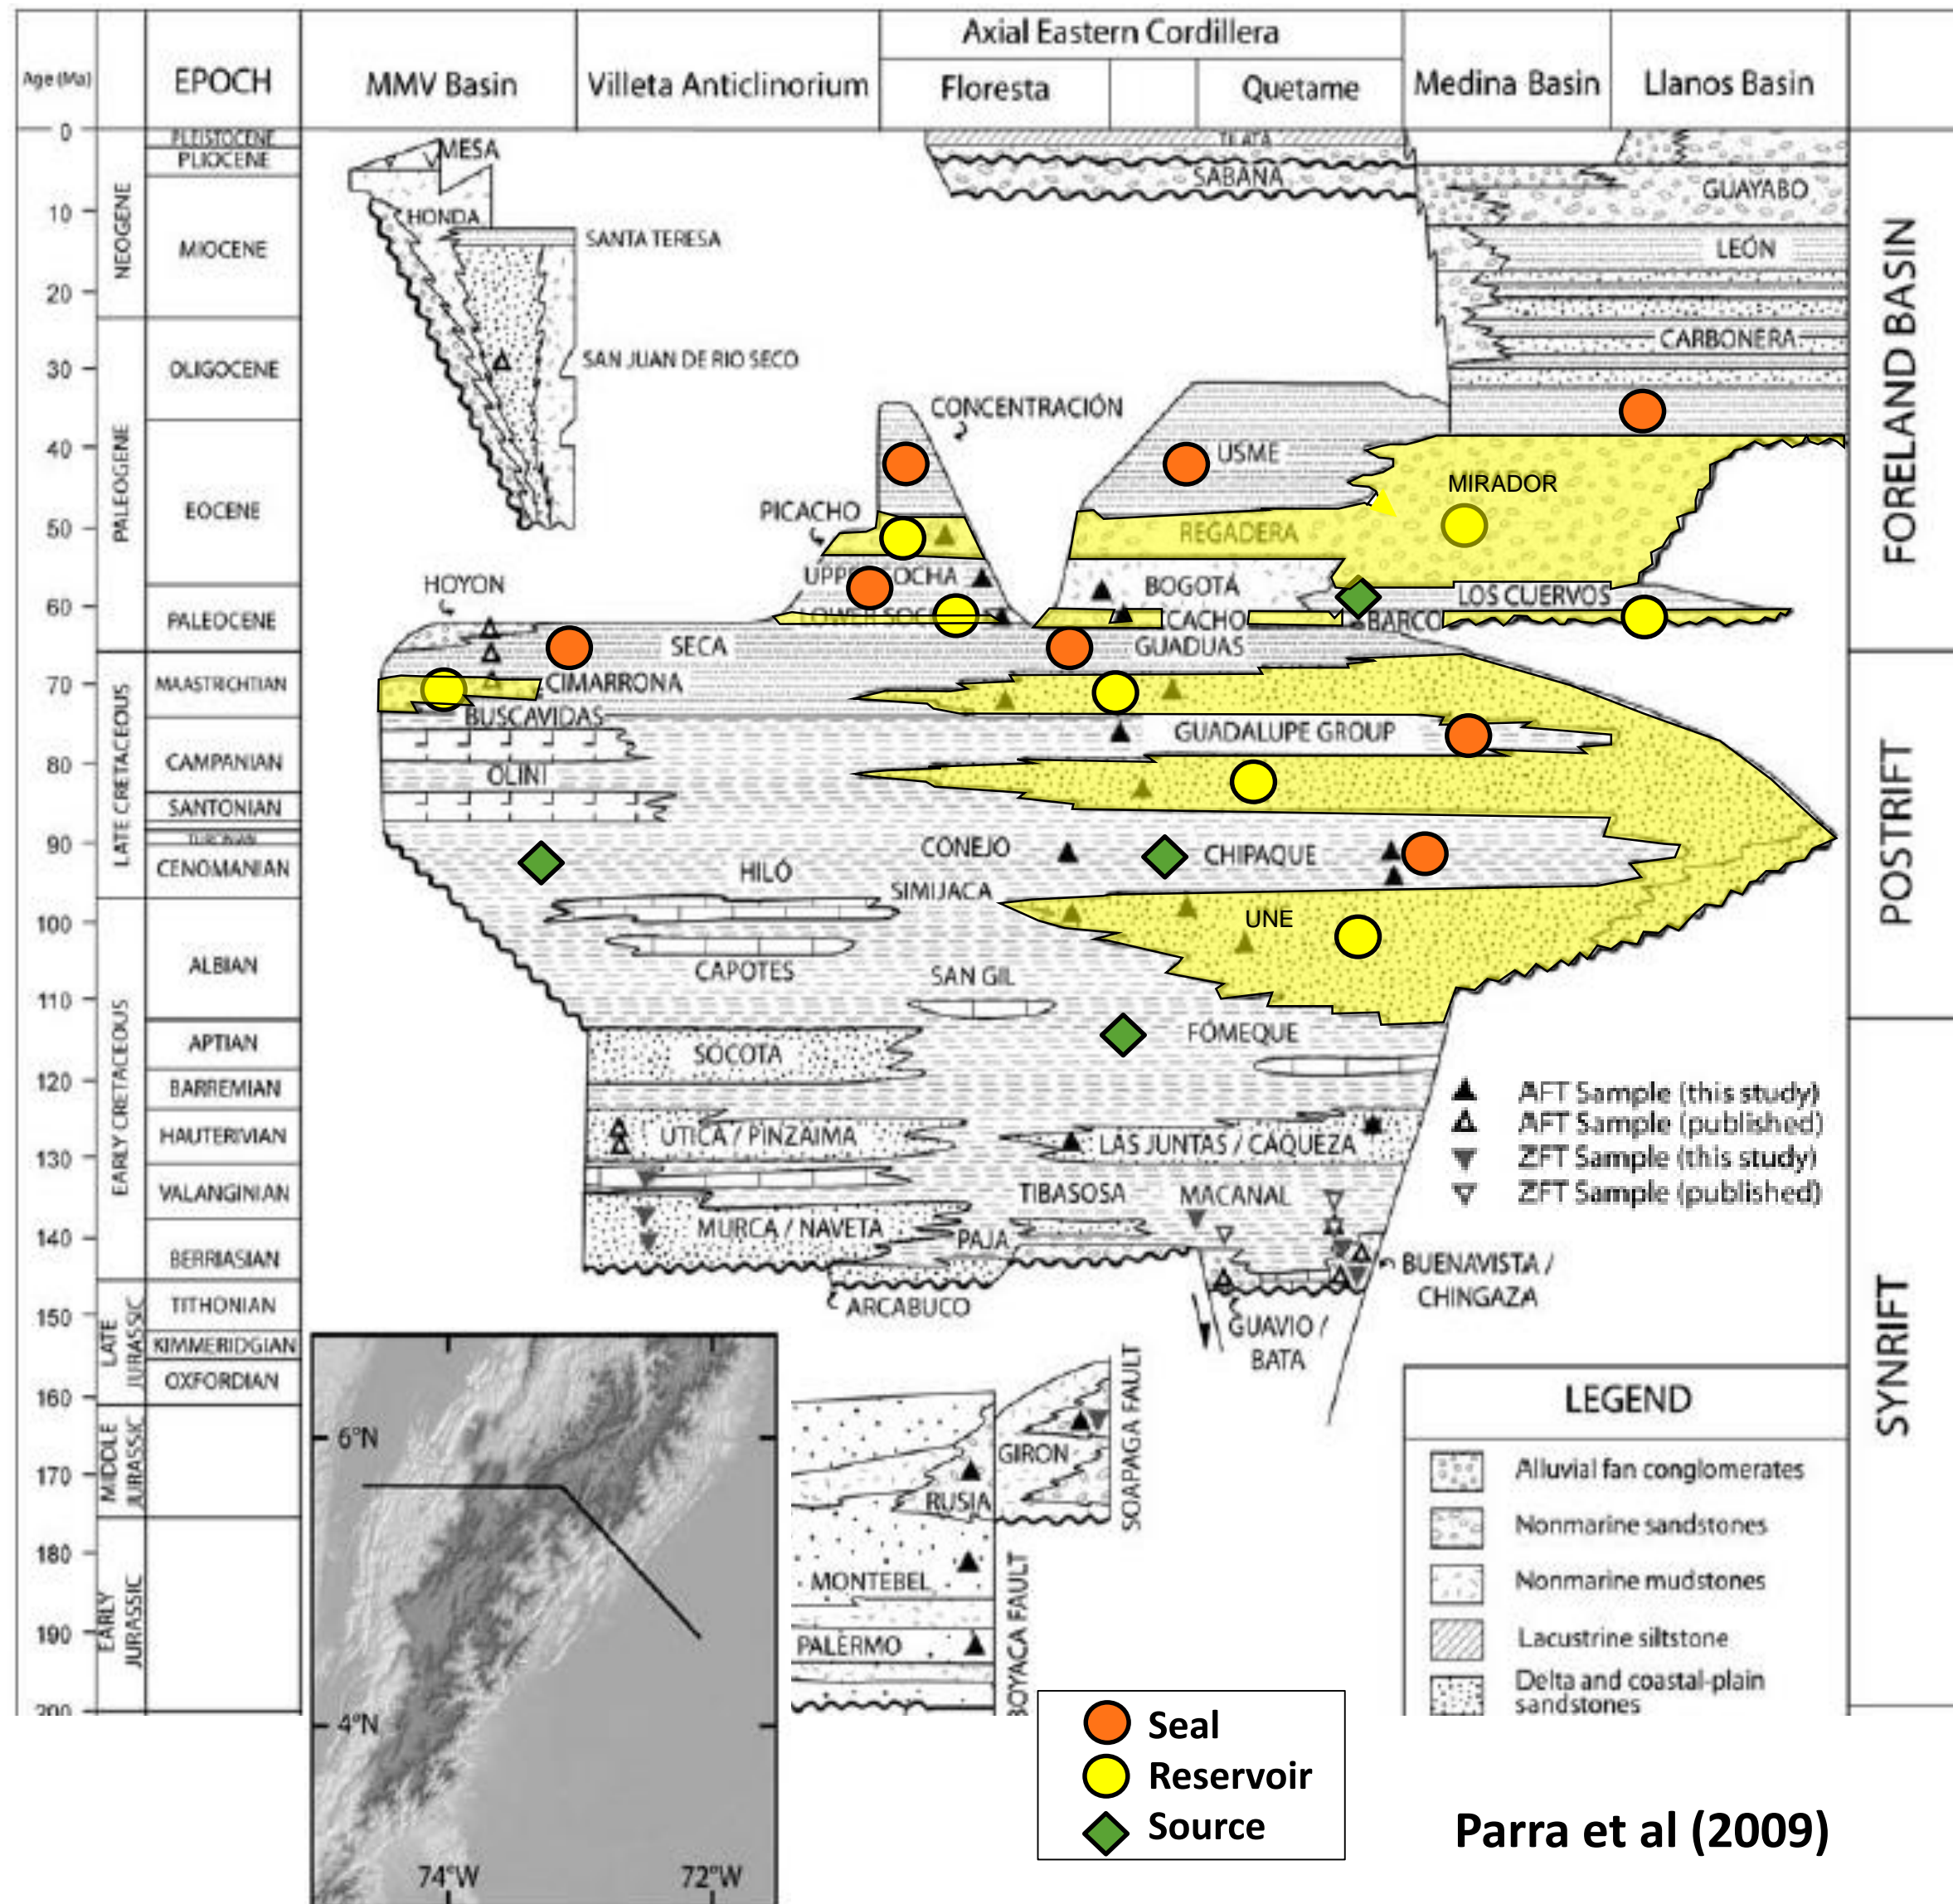 Axial Eastern Cordillera
Age (Ma)
EPOCH
MMV Basin
Villeta Anticlinorium
Floresta
Quetame
Medina Basin
Llanos Basin
0
10
20
30
40
50
60
70
80
90
100
110
120
130
140
150
160
170
180
190
200
NEOGENE
PALEOGENE
LATE CRETACEOUS
EARLY CRETACEOUS
LATE
JURASSIC
MIDDLE
JURASSIC
EARLY
JURASSIC
PLEISTOCENE
PLIOCENE
MIOCENE
OLIGOCENE
EOCENE
PALEOCENE
MAASTRICHTIAN
CAMPANIAN
SANTONIAN
TURONIAN
CENOMANIAN
ALBIAN
APTIAN
BARREMIAN
HAUTERIVIAN
VALANGINIAN
BERRIASIAN
TITHONIAN
KIMMERIDGIAN
OXFORDIAN
MESA
HONDA
SANTA TERESA
SAN JUAN DE RIO SECO
TILATA
SABANA
GUAYABO
LEÓN
CARBONERA
CONCENTRACIÓN
USME
MIRADOR
PICACHO
REGADERA
HOYON
BOGOTÁ
LOS CUERVOS
LOWER
CACHO
BARCO
SECA
GUADUAS
CIMARRONA
BUSCAVIDAS
GUADALUPE GROUP
OLINI
CONEJO
CHIPAQUE
HILÓ
SIMIJACA
UNE
CAPOTES
SAN GIL
FÓMEQUE
SOCOTA
UTICA / PINZAIMA
LAS JUNTAS / CAQUEZA
TIBASOSA
MACANAL
MURCA / NAVETA
PAJA
ARCABUCO
BUENAVISTA /
CHINGAZA
GUAVIO /
BATA
GIRON
RUSIA
MONTEBEL
PALERMO
SOAPAGA FAULT
BOYACA FAULT
AFT Sample (this study)
AFT Sample (published)
ZFT Sample (this study)
ZFT Sample (published)
FORELAND BASIN
POSTRIFT
SYNRIFT
LEGEND
Alluvial fan conglomerates
Nonmarine sandstones
Nonmarine mudstones
Lacustrine siltstone
Delta and coastal-plain
sandstones
6°N
4°N
74°W
72°W
Seal
Reservoir
Source
Parra et al (2009)